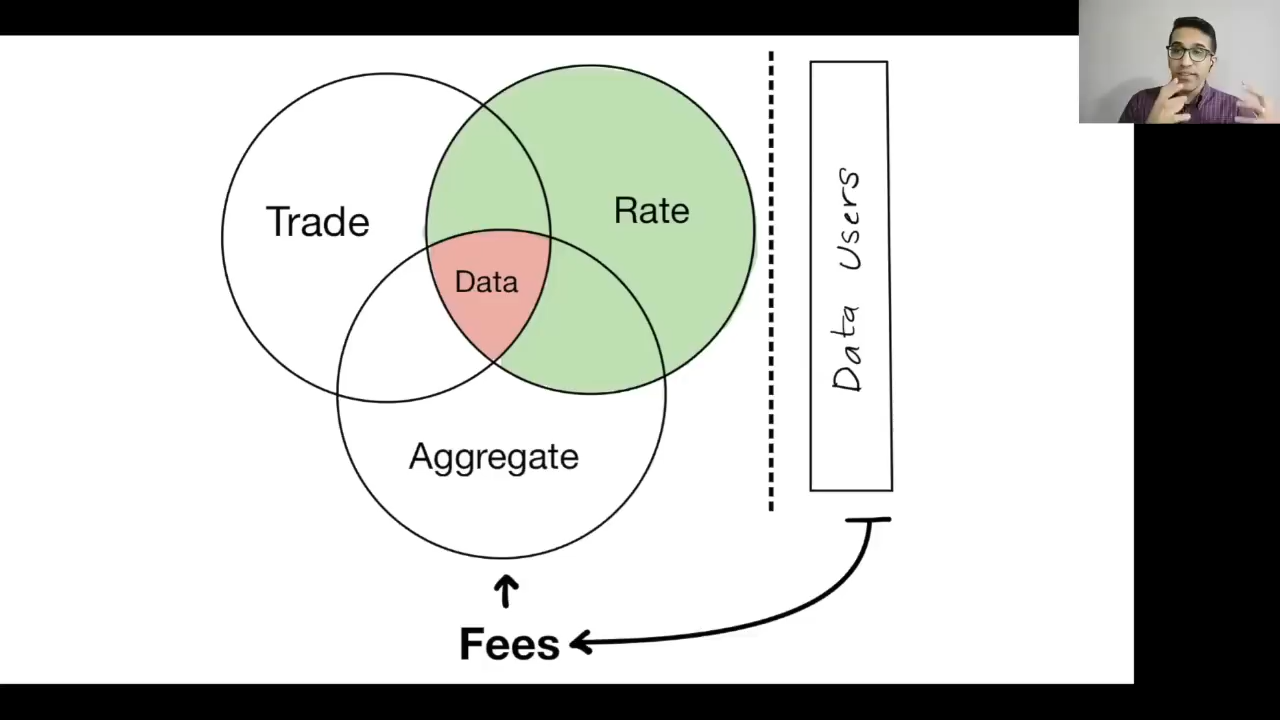 Trade
Rate
Data
Aggregate
Data Users
Fees